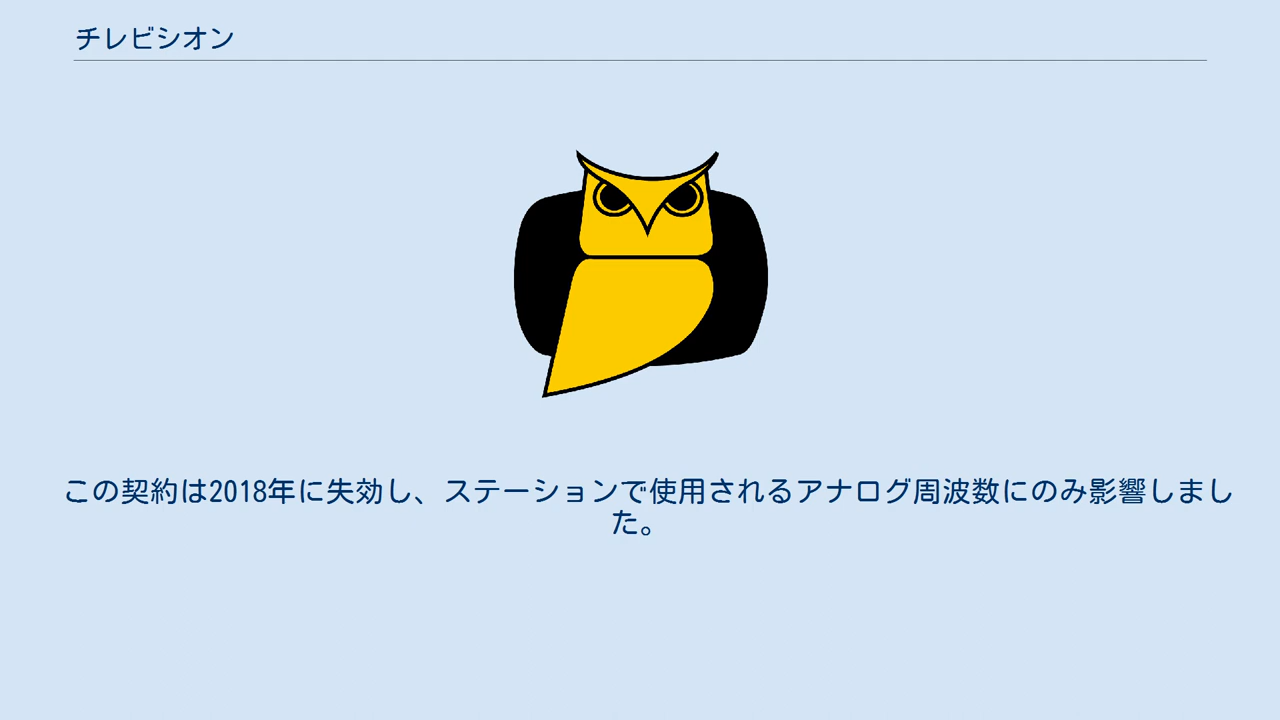 チレビシオン
この契約は2018年に失効し、ステーションで使用されるアナログ周波数にのみ影響しまし
た。